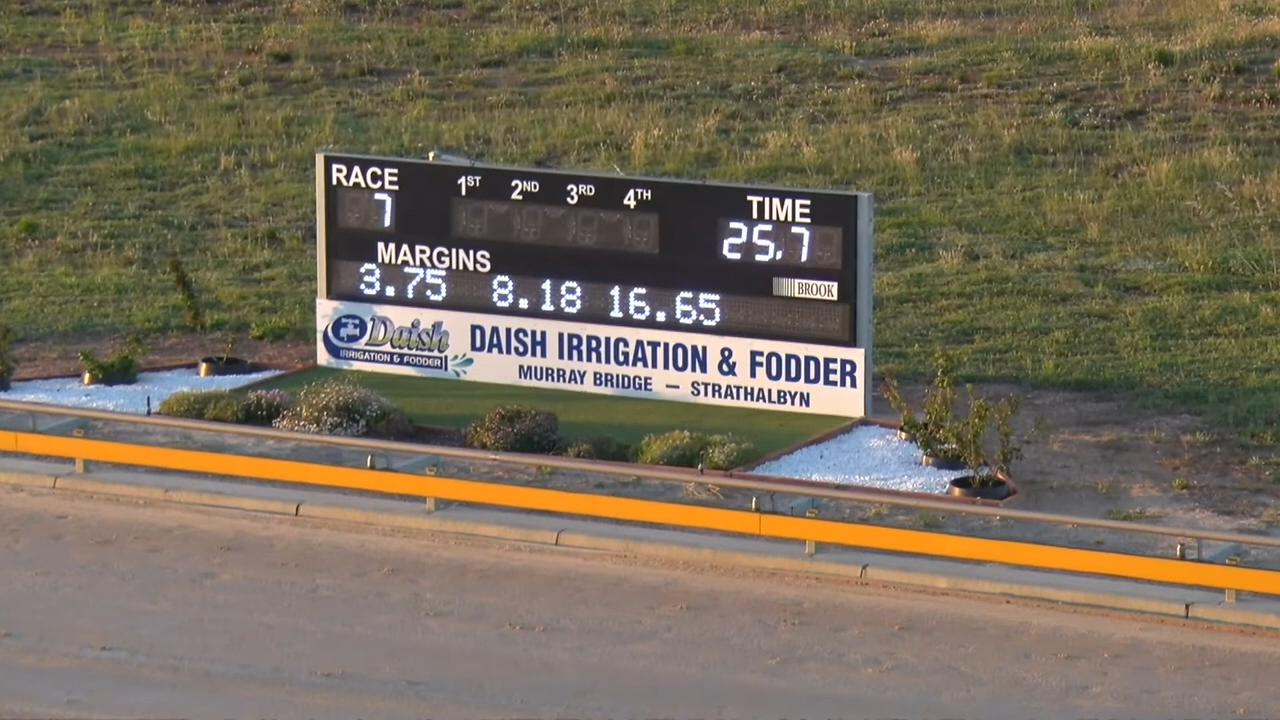 RACE 1ST 2ND 3RD 4TH TIME
7 25.7
MARGINS
3.75 8.18 16.65
BROOK
Daish
IRRIGATION & FODDER
DAISH IRRIGATION & FODDER
MURRAY BRIDGE — STRATHALBYN